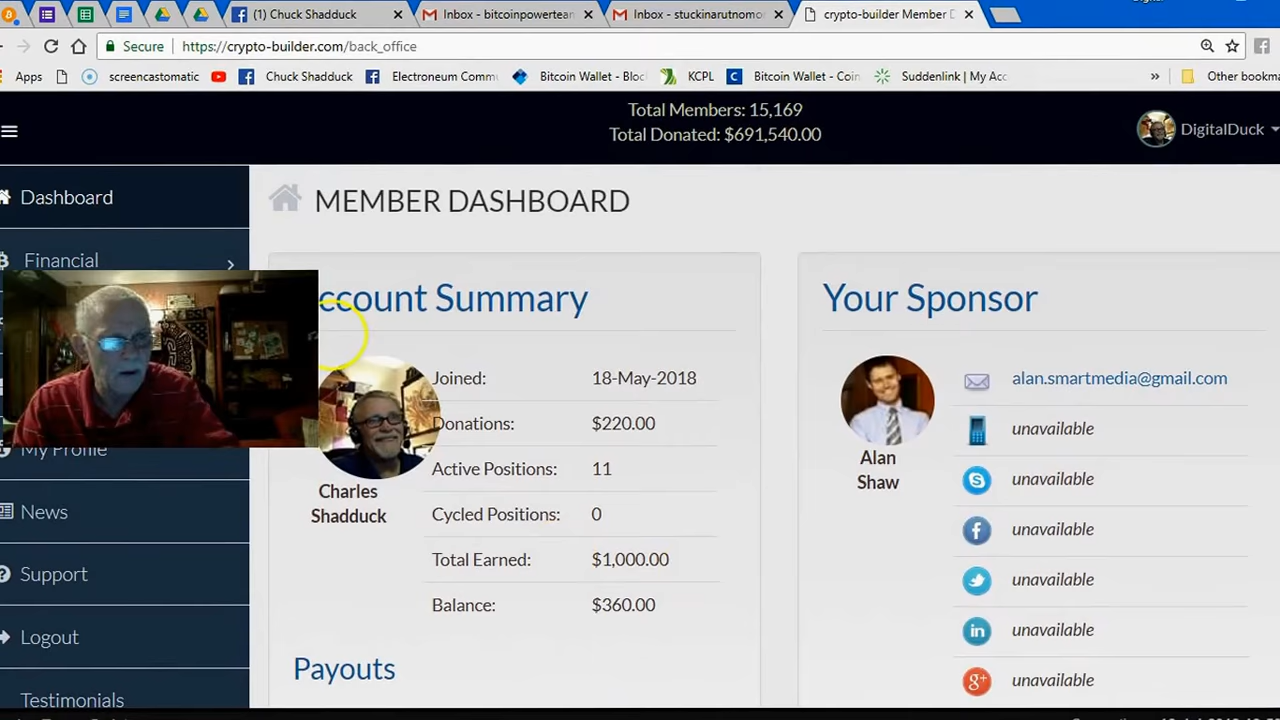 (1) Chuck Shadduck
Inbox - bitcoinpowertear
Inbox - stuckinarutnomo
crypto-builder Member D
Secure
https://crypto-builder.com/back_office
Apps
screencastomatic
Chuck Shadduck
Electroneum Comm
Bitcoin Wallet - Bloc
KCPL
Bitcoin Wallet - Coin
Suddenlink | My Acc
»
Other bookma
Total Members: 15,169
Total Donated: $691,540.00
DigitalDuck
Dashboard
MEMBER DASHBOARD
Financial
ccount Summary
Your Sponsor
Joined: 18-May-2018
alan.smartmedia@gmail.com
Donations: $220.00
unavailable
My Profile
Active Positions: 11
Alan
Shaw
unavailable
Charles
Shadduck
News
Cycled Positions: 0
unavailable
Total Earned: $1,000.00
unavailable
Support
Balance: $360.00
unavailable
Logout
Payouts
unavailable
Testimonials